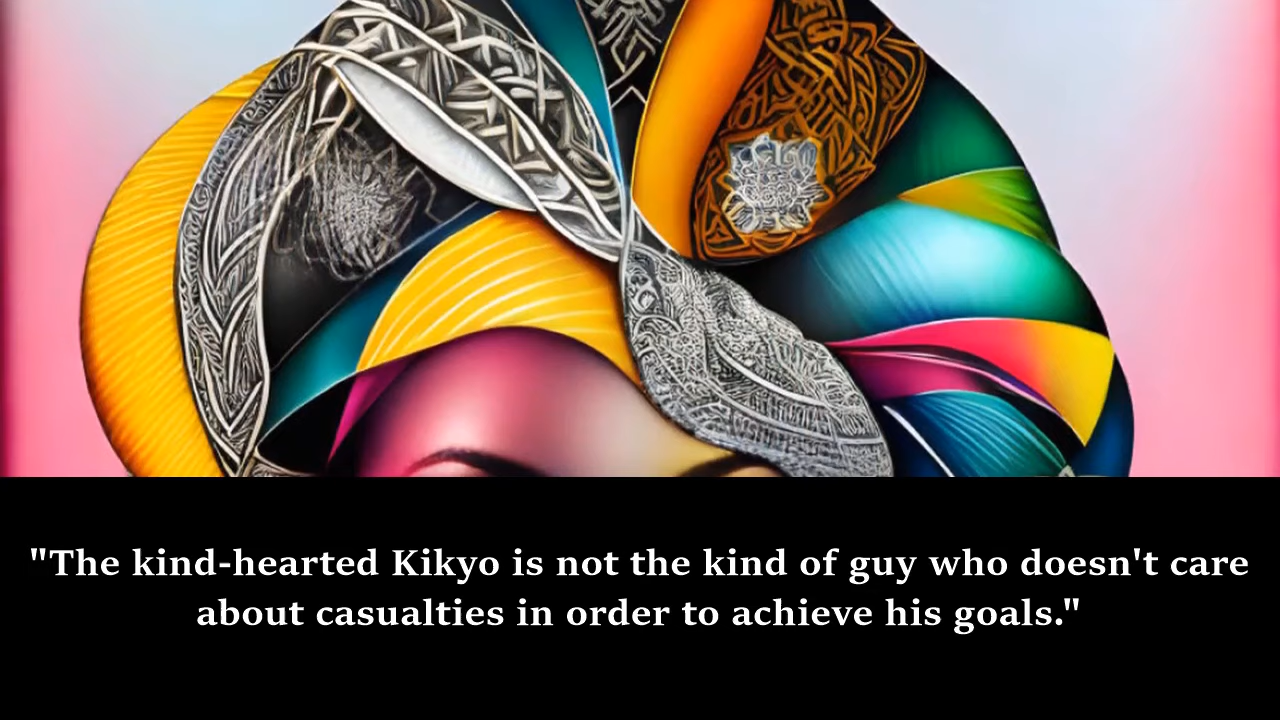 "The kind-hearted Kikyo is not the kind of guy who doesn't care
about casualties in order to achieve his goals."